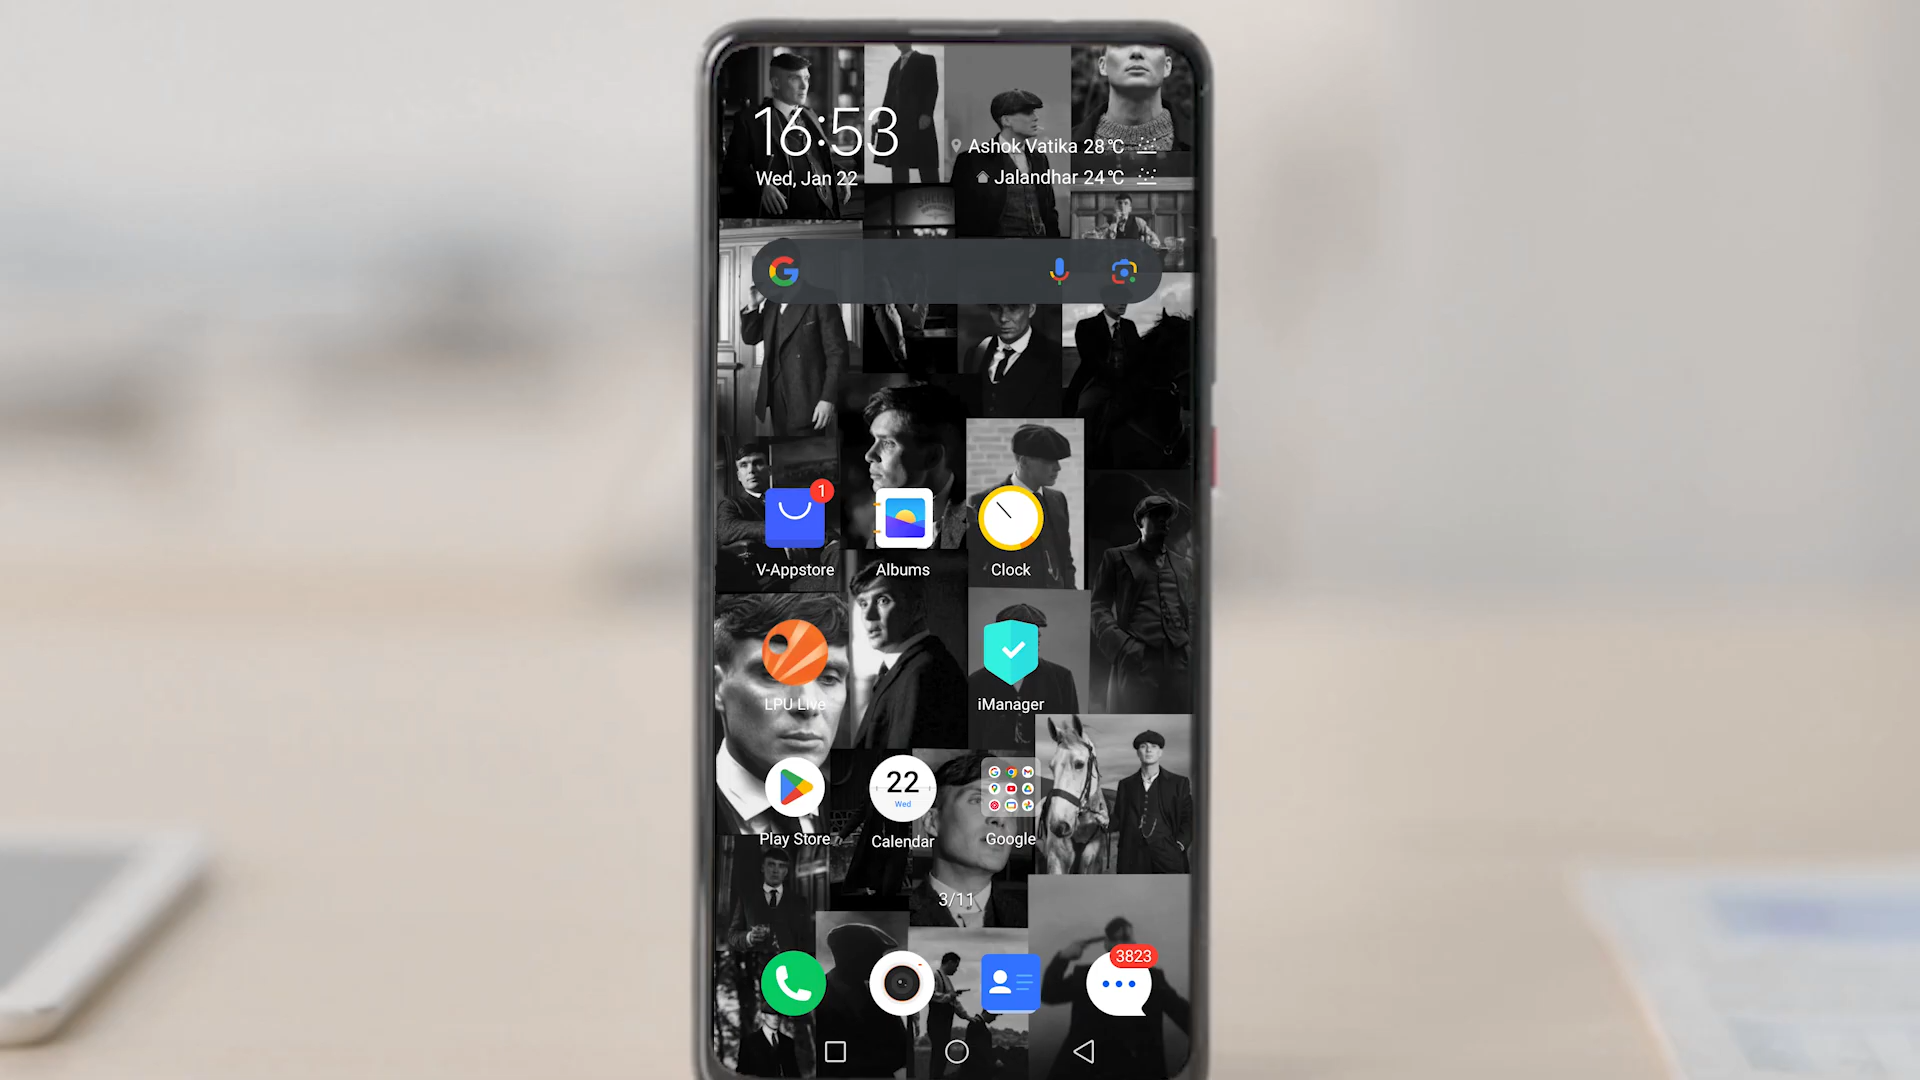 16:53
Wed, Jan 22
Ashok Vatika 28℃
Jalandhar 24℃
1
V-Appstore
Albums
Clock
LPU Live
iManager
22
Wed
Play Store
Calendar
Google
3/11
3823